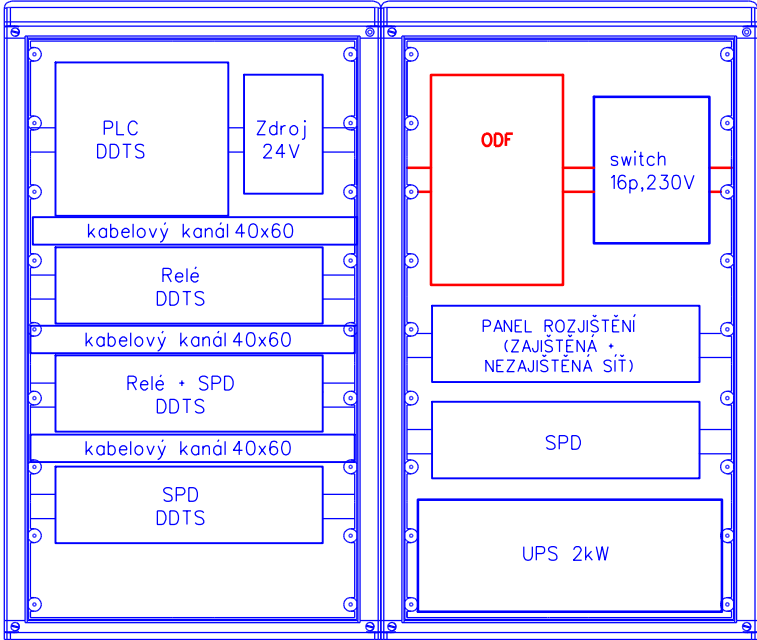 PLC
DDTS
Zdroj
24V
kabelový kanál 40x60
Relé
DDTS
kabelový kanál 40x60
Relé + SPD
DDTS
kabelový kanál 40x60
SPD
DDTS
ODF
switch
16p,230V
PANEL ROZJIŠTĚNÍ
(ZAJIŠTĚNÁ +
NEZAJIŠTĚNÁ SÍŤ)
SPD
UPS 2kW